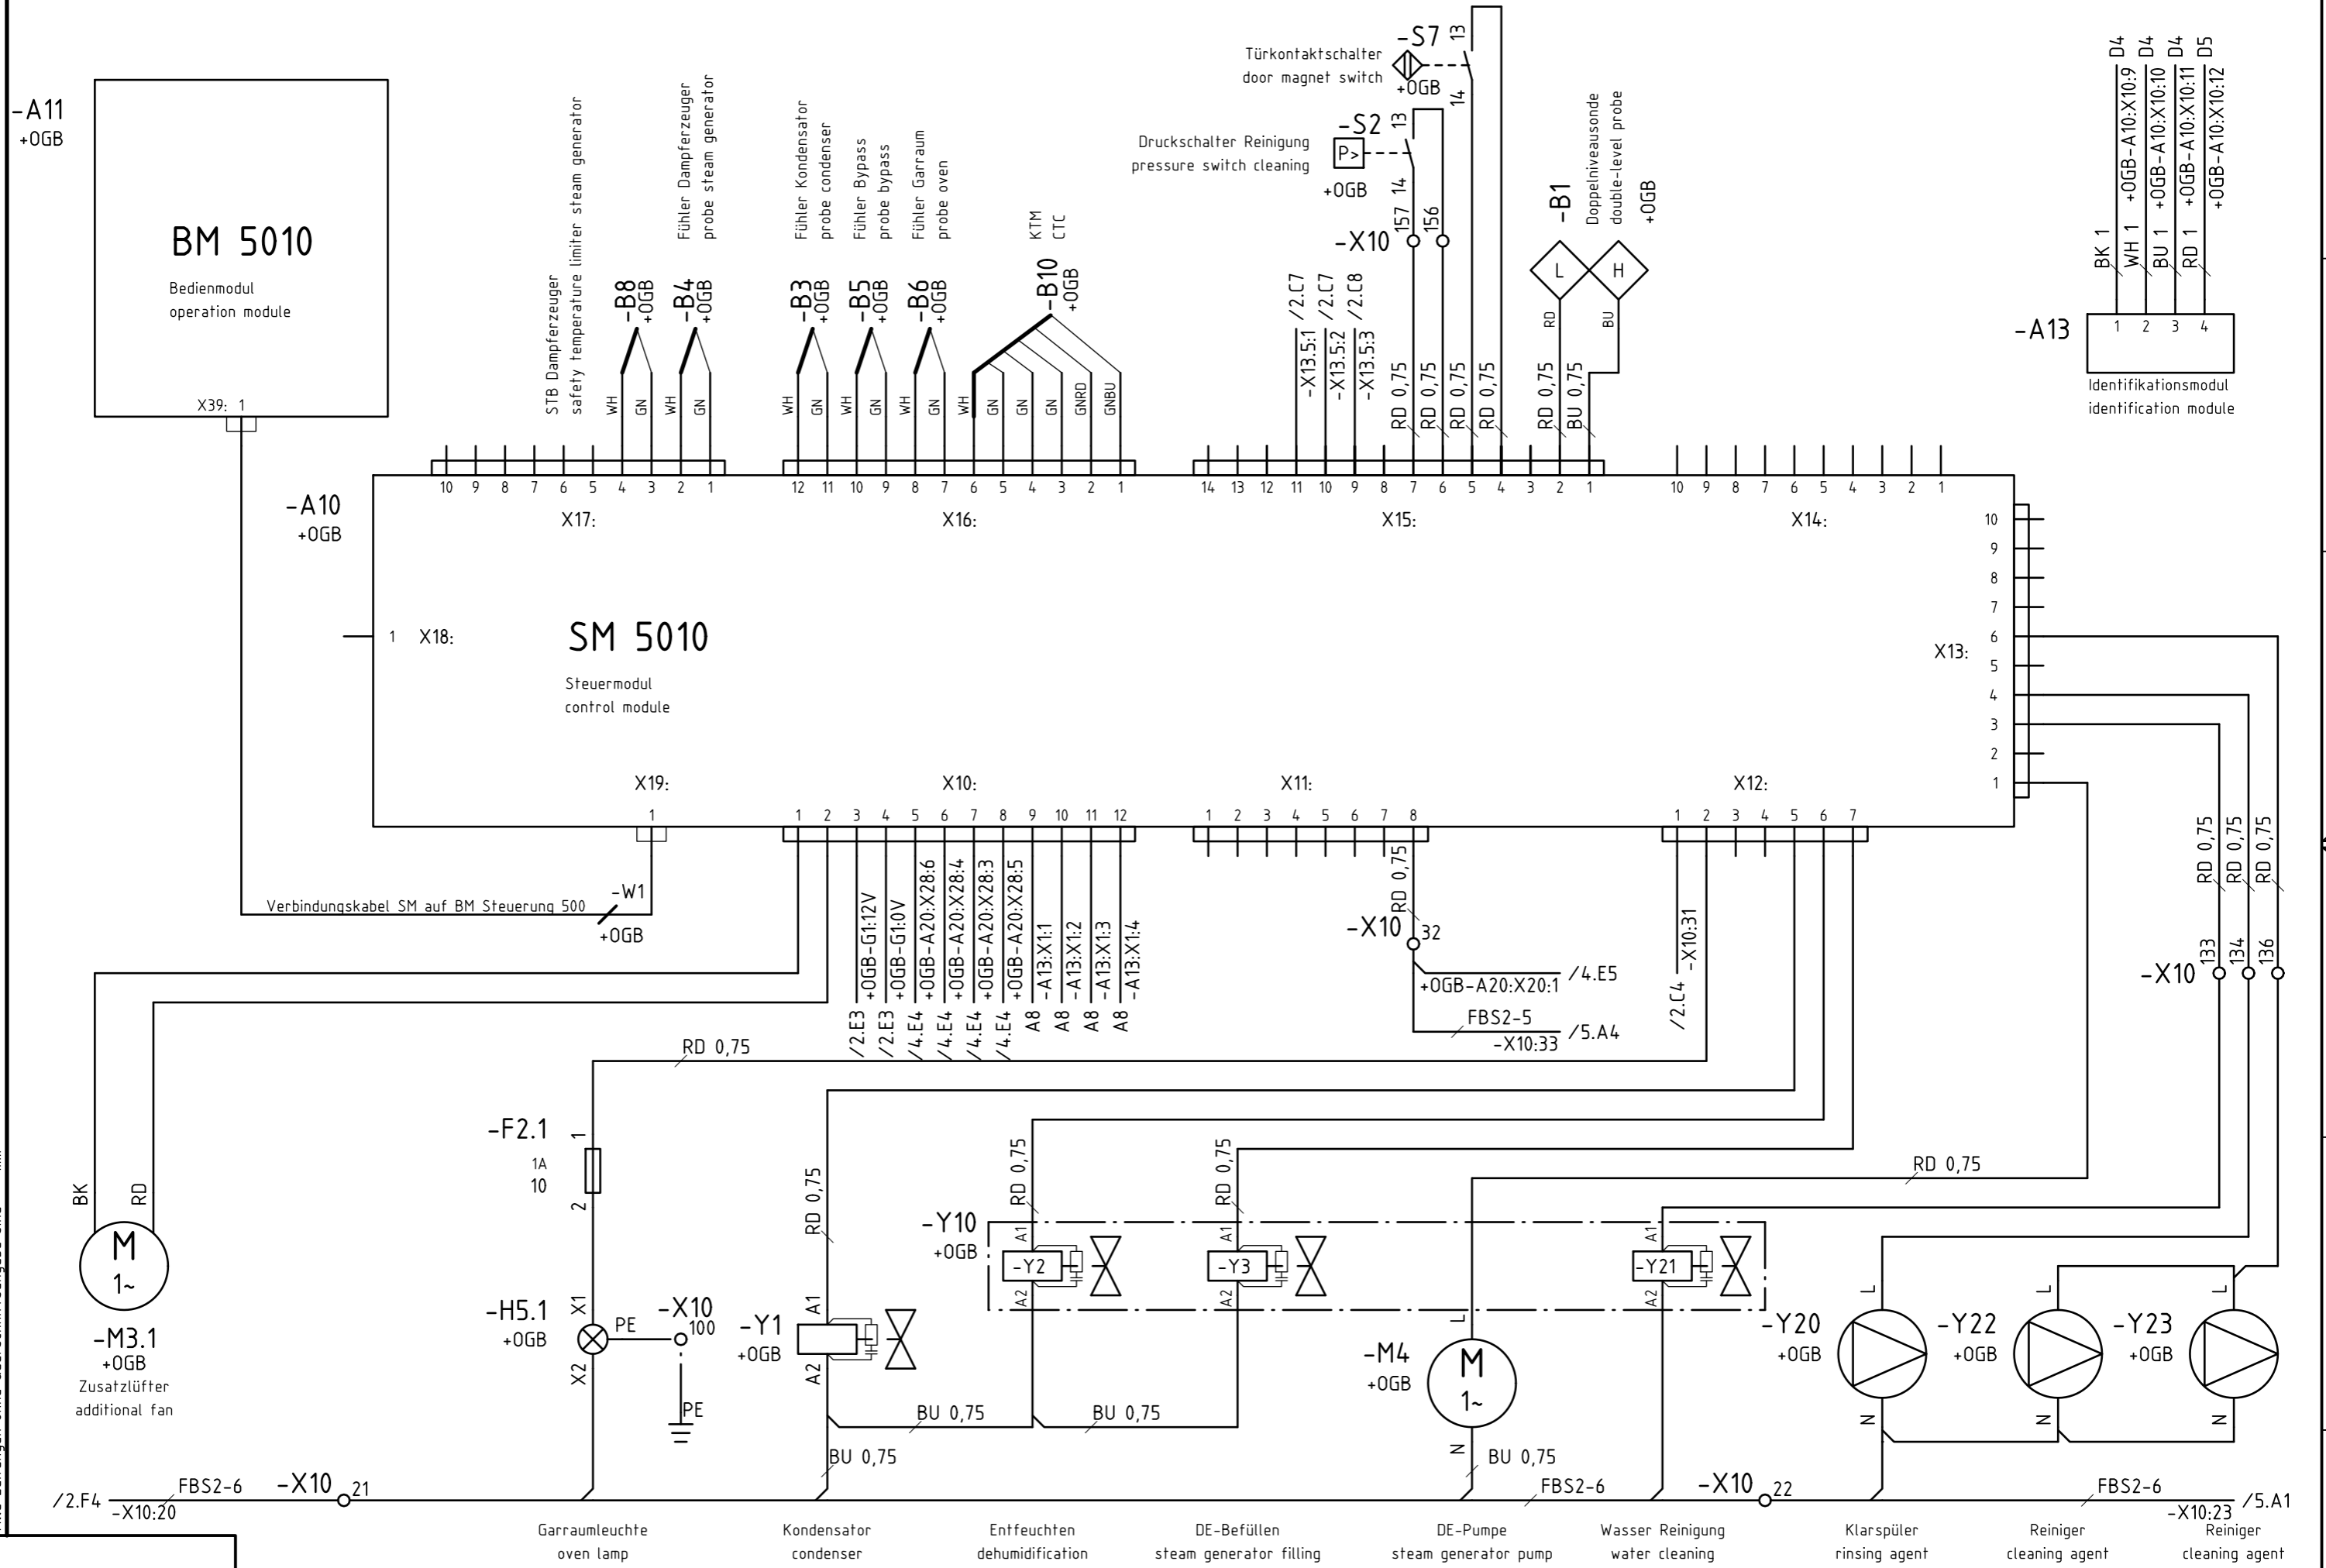 -A11
+0GB
BM 5010
Bedienmodul
operation module
X39: 1
STB Dampferzeuger
safety temperature limiter steam generator
-B8
+0GB
WH
GN
Fühler Dampferzeuger
probe steam generator
-B4
+0GB
WH
GN
Fühler Kondensator
probe condenser
-B3
+0GB
WH
GN
Fühler Bypass
probe bypass
-B5
+0GB
WH
GN
Fühler Garraum
probe oven
-B6
+0GB
WH
GN
KTM
CTC
-B10
+0GB
WH
GN
GN
GN
GNRD
GNBU
Türkontaktschalter
door magnet switch
-S7
+0GB
13
14
Druckschalter Reinigung
pressure switch cleaning
-S2
P>
+0GB
13
14
-X10
157
156
/2.C7
/2.C7
/2.C8
-X13.5:1
-X13.5:2
-X13.5:3
RD 0,75
RD 0,75
RD 0,75
RD 0,75
-B1
Doppelniveausonde
double-level probe
+0GB
L
H
RD
BU
RD 0,75
BU 0,75
D4
D4
D4
D5
+0GB-A10:X10:9
+0GB-A10:X10:10
+0GB-A10:X10:11
+0GB-A10:X10:12
BK 1
WH 1
BU 1
RD 1
-A13
1 2 3 4
Identifikationsmodul
identification module
-A10
+0GB
10 9 8 7 6 5 4 3 2 1
X17:
12 11 10 9 8 7 6 5 4 3 2 1
X16:
14 13 12 11 10 9 8 7 6 5 4 3 2 1
X15:
10 9 8 7 6 5 4 3 2 1
X14:
1 X18:
SM 5010
Steuermodul
control module
X13:
10
9
8
7
6
5
4
3
2
1
X19:
1
X10:
1 2 3 4 5 6 7 8 9 10 11 12
X11:
1 2 3 4 5 6 7 8
X12:
1 2 3 4 5 6 7
Verbindungskabel SM auf BM Steuerung 500
-W1
+0GB
+0GB-G1:12V
+0GB-G1:0V
+0GB-A20:X28:6
+0GB-A20:X28:4
+0GB-A20:X28:3
+0GB-A20:X28:5
-A13:X1:1
-A13:X1:2
-A13:X1:3
-A13:X1:4
/2.E3
/2.E3
/4.E4
/4.E4
/4.E4
/4.E4
A8
A8
A8
A8
RD 0,75
-X10
32
/4.E5
+0GB-A20:X20:1
FBS2-5
/5.A4
-X10:33
-X10:31
/2.C4
RD 0,75
RD 0,75
RD 0,75
-X10
133
134
136
RD 0,75
BK
RD
M
1~
-M3.1
+0GB
Zusatzlüfter
additional fan
-F2.1
1A
10
1
2
-H5.1
+0GB
X1
X2
PE
-X10
100
PE
RD 0,75
-Y1
+0GB
A1
A2
RD 0,75
-Y10
+0GB
A1
-Y2
A2
RD 0,75
A1
-Y3
A2
BU 0,75
BU 0,75
BU 0,75
RD 0,75
L
-M4
+0GB
M
1~
N
BU 0,75
A1
-Y21
A2
L
-Y20
+0GB
N
L
-Y22
+0GB
N
L
-Y23
+0GB
N
/2.F4
FBS2-6
-X10:20
-X10
21
FBS2-6
-X10
22
FBS2-6
-X10:23
/5.A1
Garraumleuchte
oven lamp
Kondensator
condenser
Entfeuchten
dehumidification
DE-Befüllen
steam generator filling
DE-Pumpe
steam generator pump
Wasser Reinigung
water cleaning
Klarspüler
rinsing agent
Reiniger
cleaning agent
Reiniger
cleaning agent